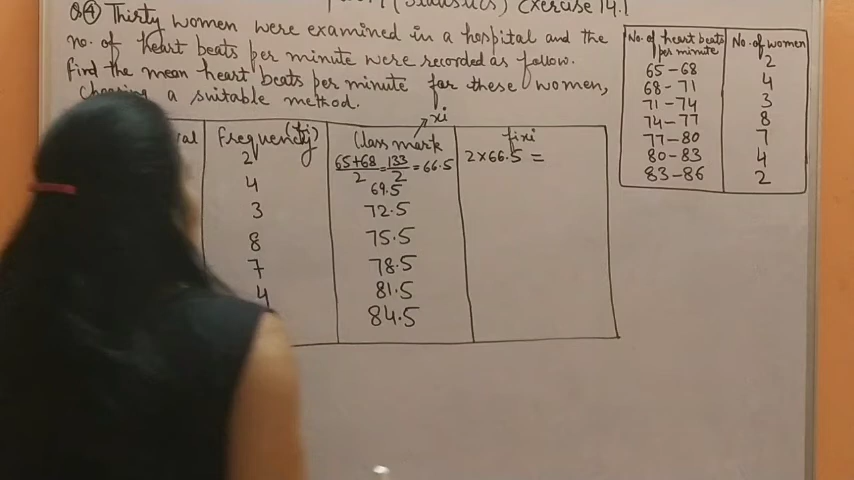 (Statistics) Exercise 14.1
Q④ Thirty women were examined in a hospital and the
no. of heart beats per minute were recorded as follow.
Find the mean heart beats per minute for these women,
a suitable method.
No. of heart beats per minute No. of women
65-68 2
68-71 4
71-74 3
74-77 8
77-80 7
80-83 4
83-86 2
xi
Frequency(fi) Class mark fixi
2 65+68/2 = 133/2 = 66.5 2×66.5 =
4 69.5
3 72.5
8 75.5
7 78.5
4 81.5
84.5